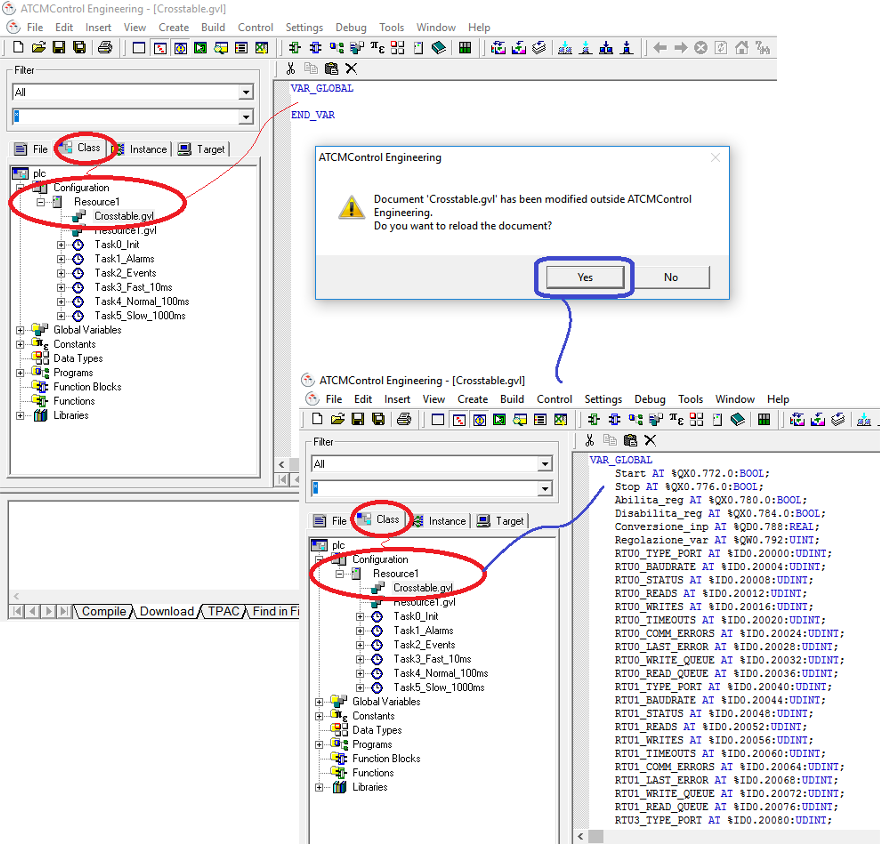 ATCMControl Engineering - [Crosstable.gvl]
File Edit Insert View Create Build Control Settings Debug Tools Window Help
Filter
All
*
File Class Instance Target
plc
Configuration
Resource1
Crosstable.gvl
Resource1.gvl
Task0_Init
Task1_Alarms
Task2_Events
Task3_Fast_10ms
Task4_Normal_100ms
Task5_Slow_1000ms
Global Variables
Constants
Data Types
Programs
Function Blocks
Functions
Libraries
VAR_GLOBAL
END_VAR
ATCMControl Engineering
Document 'Crosstable.gvl' has been modified outside ATCMControl
Engineering.
Do you want to reload the document?
Yes No
Compile Download TPAC Find in Fi
ATCMControl Engineering - [Crosstable.gvl]
File Edit Insert View Create Build Control Settings Debug Tools Window Help
Filter
All
*
File Class Instance Target
plc
Configuration
Resource1
Crosstable.gvl
Resource1.gvl
Task0_Init
Task1_Alarms
Task2_Events
Task3_Fast_10ms
Task4_Normal_100ms
Task5_Slow_1000ms
Global Variables
Constants
Data Types
Programs
Function Blocks
Functions
Libraries
VAR_GLOBAL
Start AT %QX0.772.0:BOOL;
Stop AT %QX0.776.0:BOOL;
Abilita_reg AT %QX0.780.0:BOOL;
Disabilita_reg AT %QX0.784.0:BOOL;
Conversione_inp AT %QD0.788:REAL;
Regolazione_var AT %QW0.792:UINT;
RTU0_TYPE_PORT AT %ID0.20000:UDINT;
RTU0_BAUDRATE AT %ID0.20004:UDINT;
RTU0_STATUS AT %ID0.20008:UDINT;
RTU0_READS AT %ID0.20012:UDINT;
RTU0_WRITES AT %ID0.20016:UDINT;
RTU0_TIMEOUTS AT %ID0.20020:UDINT;
RTU0_COMM_ERRORS AT %ID0.20024:UDINT;
RTU0_LAST_ERROR AT %ID0.20028:UDINT;
RTU0_WRITE_QUEUE AT %ID0.20032:UDINT;
RTU0_READ_QUEUE AT %ID0.20036:UDINT;
RTU1_TYPE_PORT AT %ID0.20040:UDINT;
RTU1_BAUDRATE AT %ID0.20044:UDINT;
RTU1_STATUS AT %ID0.20048:UDINT;
RTU1_READS AT %ID0.20052:UDINT;
RTU1_WRITES AT %ID0.20056:UDINT;
RTU1_TIMEOUTS AT %ID0.20060:UDINT;
RTU1_COMM_ERRORS AT %ID0.20064:UDINT;
RTU1_LAST_ERROR AT %ID0.20068:UDINT;
RTU1_WRITE_QUEUE AT %ID0.20072:UDINT;
RTU1_READ_QUEUE AT %ID0.20076:UDINT;
RTU3_TYPE_PORT AT %ID0.20080:UDINT;